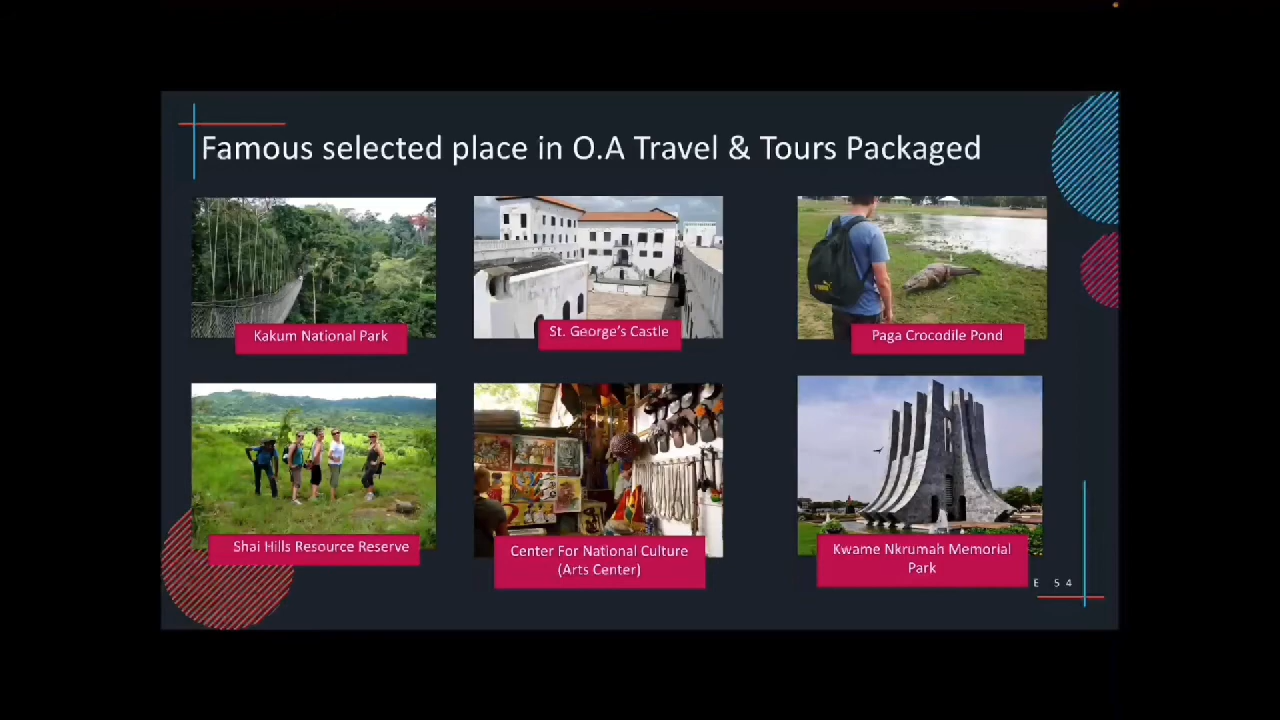 Famous selected place in O.A Travel & Tours Packaged
Kakum National Park
St. George's Castle
Paga Crocodile Pond
Shai Hills Resource Reserve
Center For National Culture
(Arts Center)
Kwame Nkrumah Memorial
Park
E 54